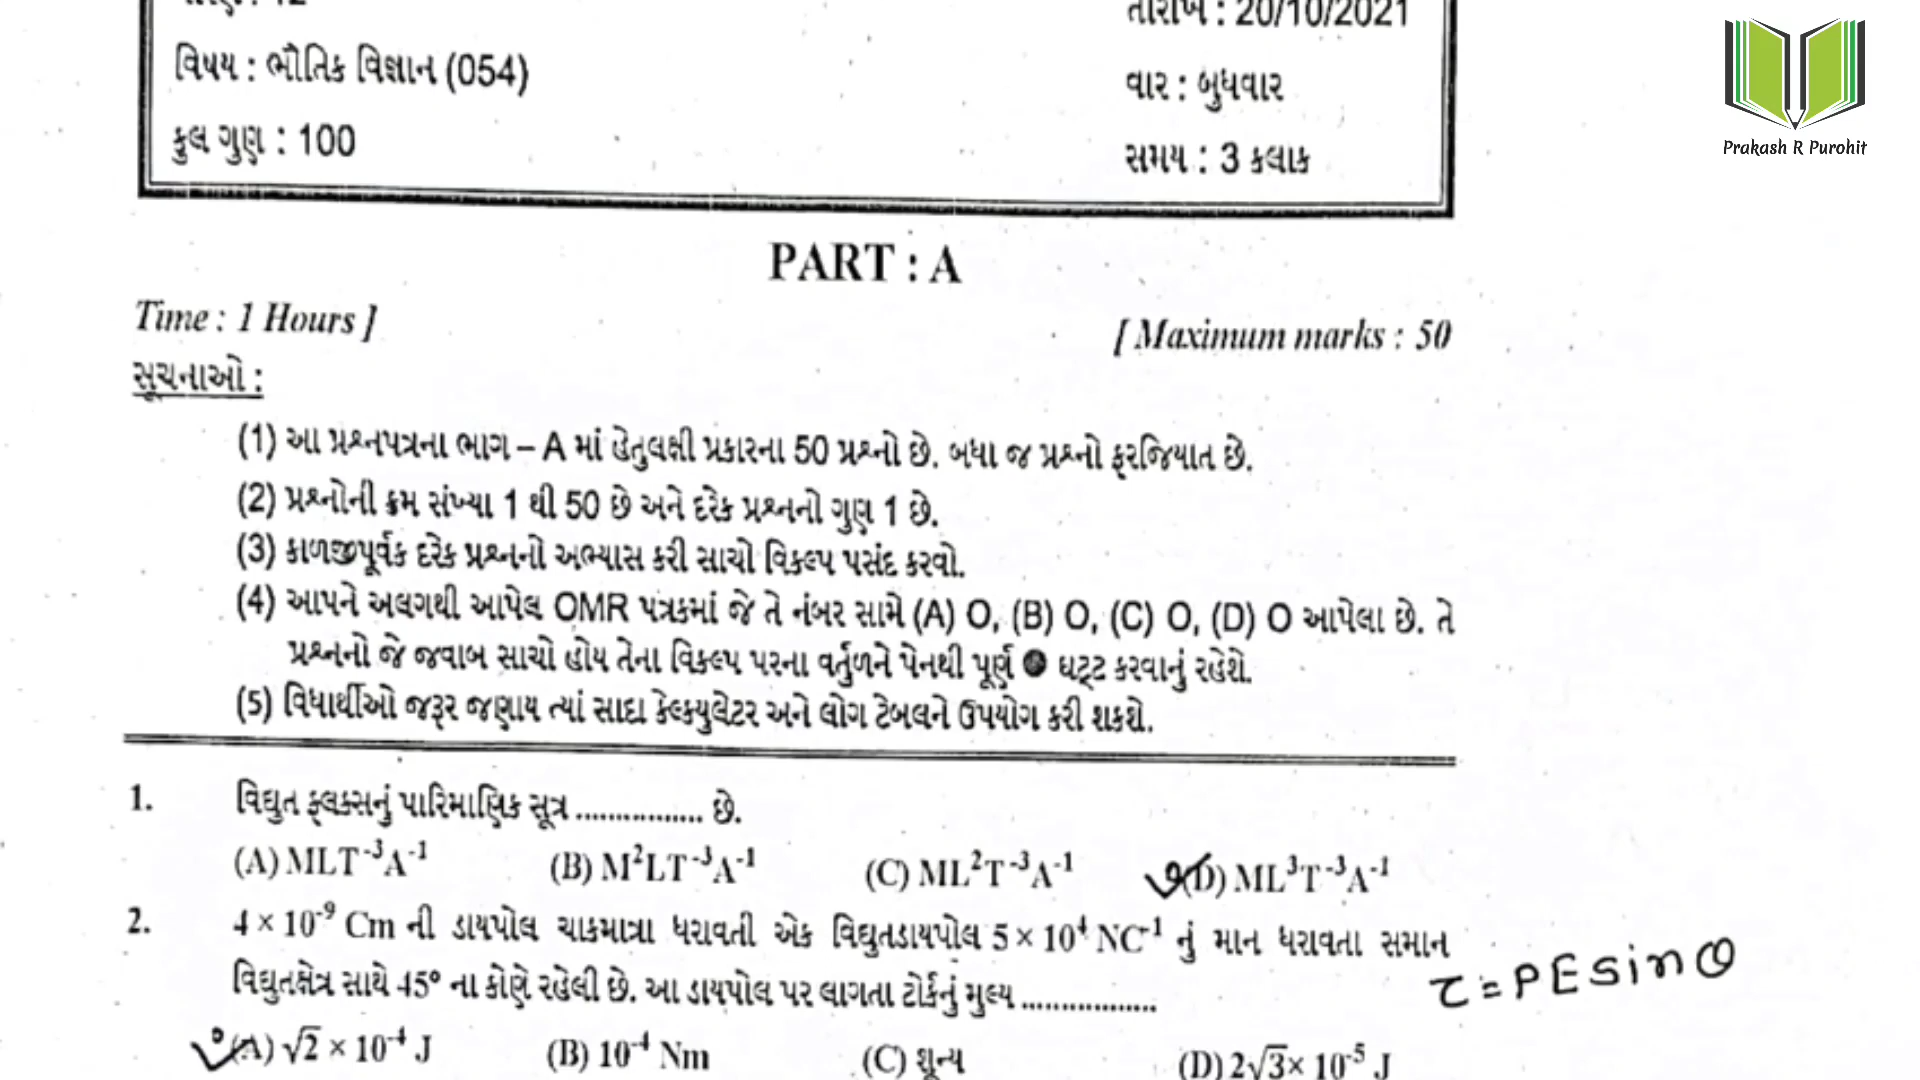 : 12
તારીખ : 20/10/2021
વિષય : ભૌતિક વિજ્ઞાન (054)
વાર : બુધવાર
કુલ ગુણ : 100
સમય : 3 કલાક
Prakash R Purohit
PART : A
Time : 1 Hours ]
[ Maximum marks : 50
સૂચનાઓ :
(1) આ પ્રશ્નપત્રના ભાગ – A માં હેતુલક્ષી પ્રકારના 50 પ્રશ્નો છે. બધા જ પ્રશ્નો ફરજિયાત છે.
(2) પ્રશ્નોની ક્રમ સંખ્યા 1 થી 50 છે અને દરેક પ્રશ્નનો ગુણ 1 છે.
(3) કાળજીપૂર્વક દરેક પ્રશ્નનો અભ્યાસ કરી સાચો વિકલ્પ પસંદ કરવો.
(4) આપને અલગથી આપેલ OMR પત્રકમાં જે તે નંબર સામે (A) O, (B) O, (C) O, (D) O આપેલા છે. તે
પ્રશ્નનો જે જવાબ સાચો હોય તેના વિકલ્પ પરના વર્તુળને પેનથી પૂર્ણ ● ઘટ્ટ કરવાનું રહેશે.
(5) વિધાર્થીઓ જરૂર જણાય ત્યાં સાદા કેલ્ક્યુલેટર અને લોગ ટેબલને ઉપયોગ કરી શકશે.
1. વિદ્યુત ફ્લક્સનું પારિમાણિક સૂત્ર ................ છે.
(A) MLT⁻³A⁻¹ (B) M²LT⁻³A⁻¹ (C) ML²T⁻³A⁻¹ (D) ML³T⁻³A⁻¹
2. 4 × 10⁻⁹ Cm ની ડાયપોલ ચાકમાત્રા ધરાવતી એક વિદ્યુતડાયપોલ 5 × 10⁴ NC⁻¹ નું માન ધરાવતા સમાન
વિદ્યુતક્ષેત્ર સાથે 45° ના કોણે રહેલી છે. આ ડાયપોલ પર લાગતા ટોર્કનું મુલ્ય .................
τ = PE sin θ
(A) √2 × 10⁻⁴ J (B) 10⁻⁴ Nm (C) શૂન્ય (D) 2√3× 10⁻⁵ J